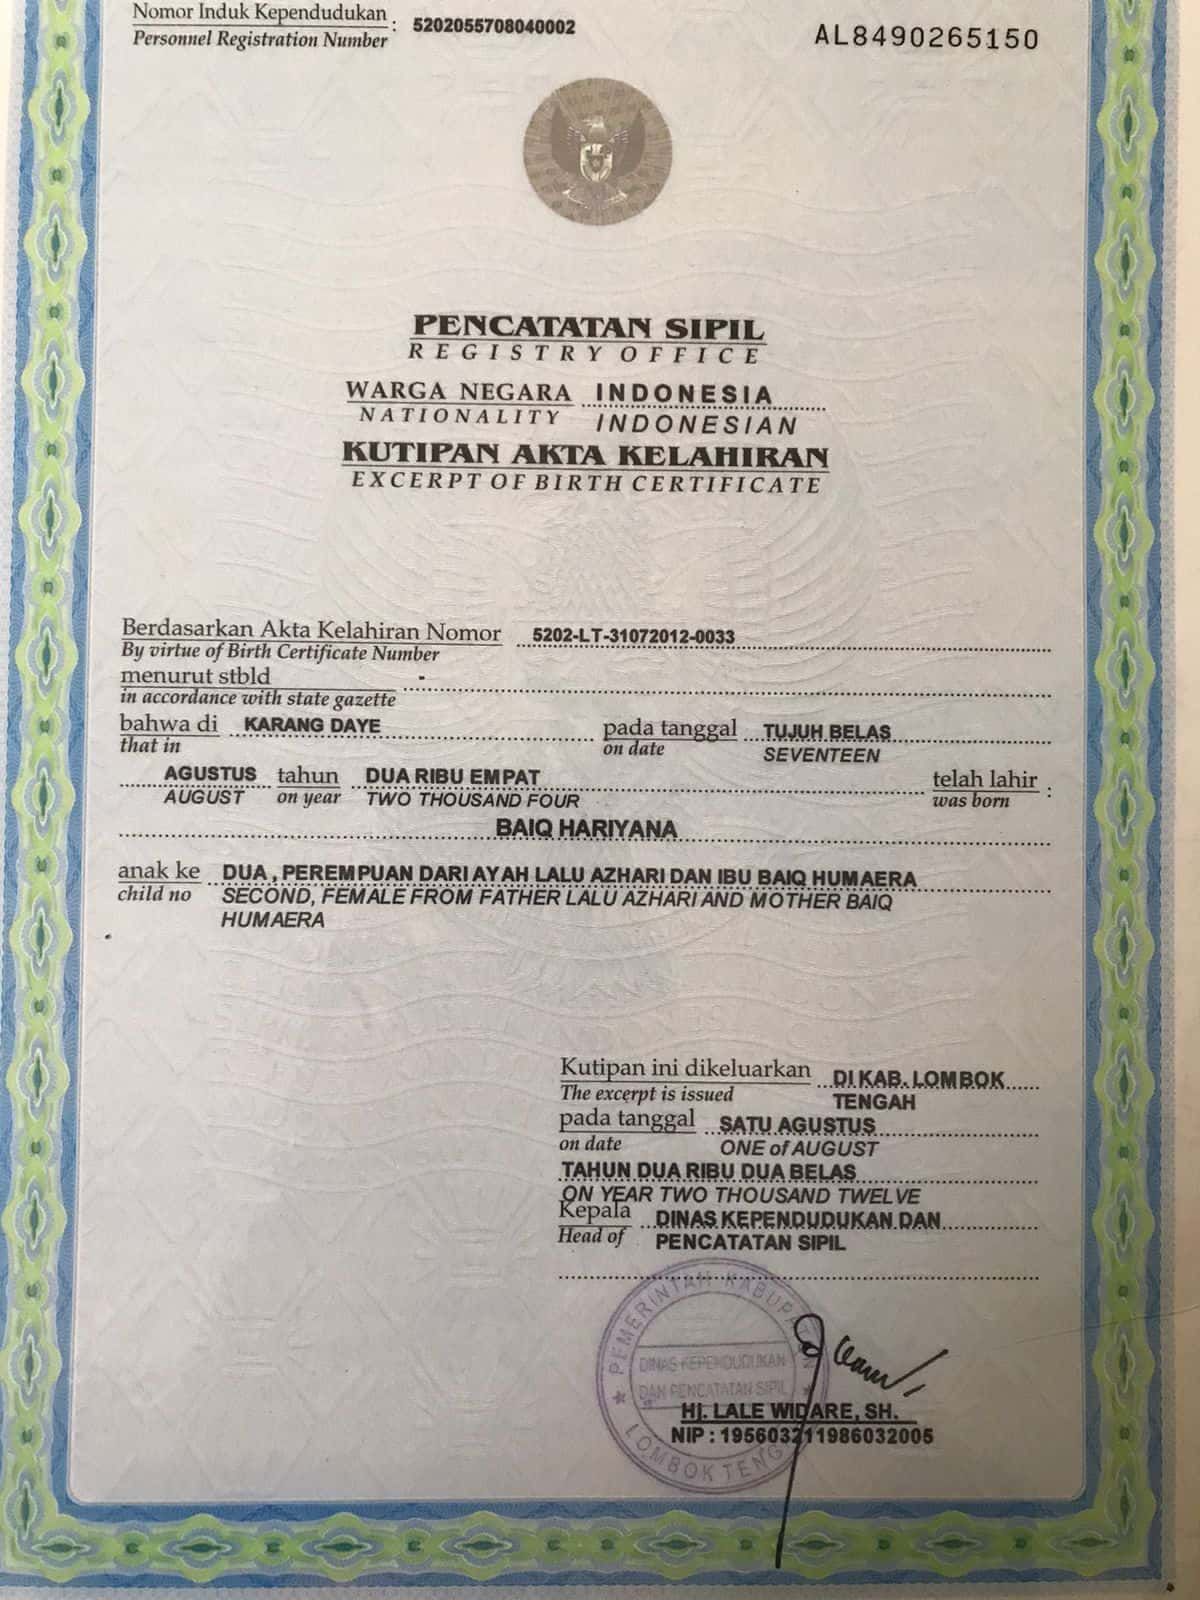 Nomor Induk Kependudukan : 5202055708040002
Personnel Registration Number
AL8490265150
PENCATATAN SIPIL
REGISTRY OFFICE
WARGA NEGARA INDONESIA
NATIONALITY INDONESIAN
KUTIPAN AKTA KELAHIRAN
EXCERPT OF BIRTH CERTIFICATE
Berdasarkan Akta Kelahiran Nomor 5202-LT-31072012-0033
By virtue of Birth Certificate Number
menurut stbld -
in accordance with state gazette
bahwa di KARANG DAYE pada tanggal TUJUH BELAS
that in on date SEVENTEEN
AGUSTUS tahun DUA RIBU EMPAT telah lahir :
AUGUST on year TWO THOUSAND FOUR was born
BAIQ HARIYANA
anak ke DUA , PEREMPUAN DARI AYAH LALU AZHARI DAN IBU BAIQ HUMAERA
child no SECOND, FEMALE FROM FATHER LALU AZHARI AND MOTHER BAIQ
HUMAERA
Kutipan ini dikeluarkan DI KAB. LOMBOK
The excerpt is issued TENGAH
pada tanggal SATU AGUSTUS
on date ONE of AUGUST
TAHUN DUA RIBU DUA BELAS
ON YEAR TWO THOUSAND TWELVE
Kepala DINAS KEPENDUDUKAN DAN
Head of PENCATATAN SIPIL
PEMERINTAH KABUPATEN
DINAS KEPENDUDUKAN
DAN PENCATATAN SIPIL
LOMBOK TENGAH
HJ. LALE WIDARE, SH.
NIP : 195603211986032005